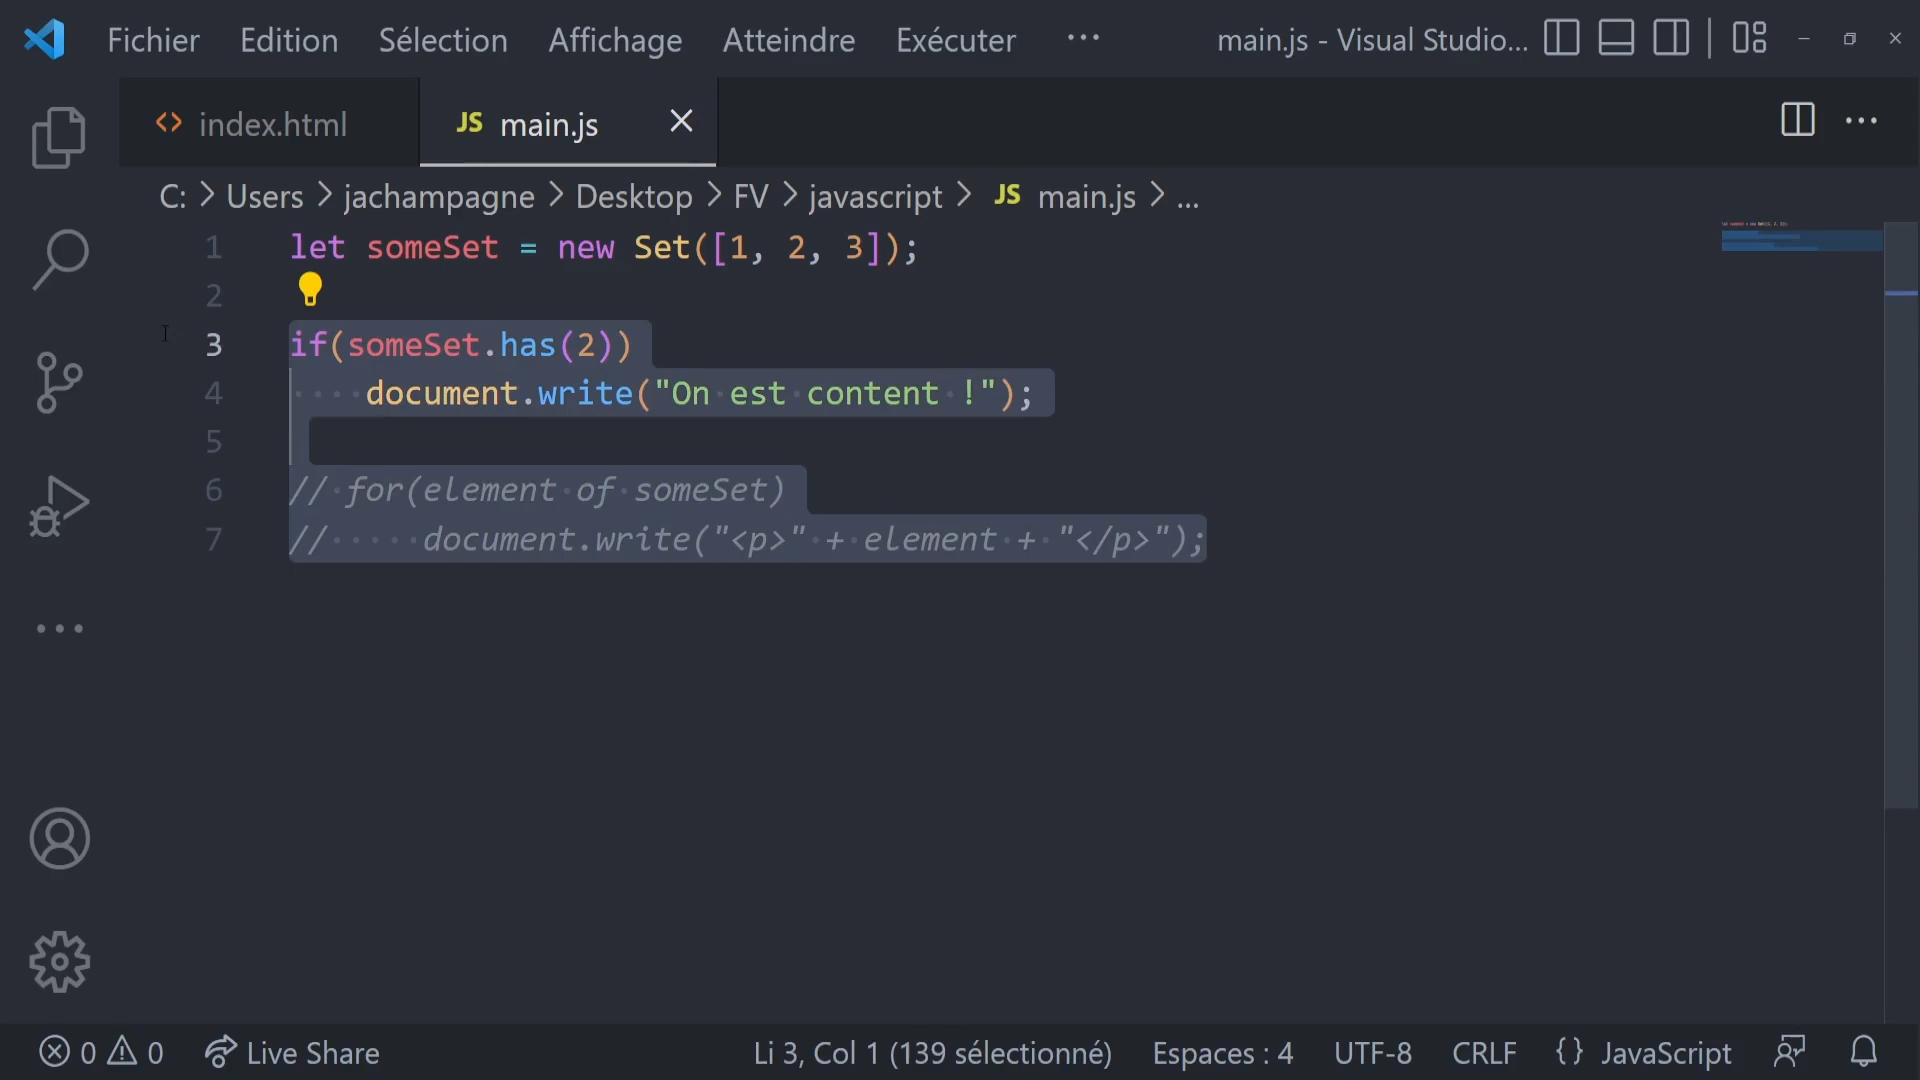 Fichier Edition Sélection Affichage Atteindre Exécuter ··· main.js - Visual Studio...
index.html JS main.js
C: > Users > jachampagne > Desktop > FV > javascript > JS main.js > ...
1 let someSet = new Set([1, 2, 3]);
2
3 if(someSet.has(2))
4 ····document.write("On·est·content·!");
5
6 //·for(element·of·someSet)
7 //·····document.write("<p>"·+·element·+·"</p>");
0 0 Live Share Li 3, Col 1 (139 sélectionné) Espaces : 4 UTF-8 CRLF {} JavaScript